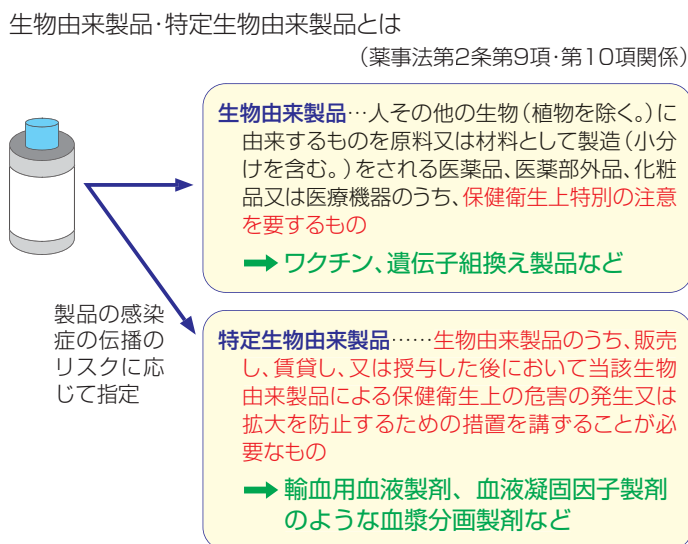 生物由来製品・特定生物由来製品とは
(薬事法第2条第9項・第10項関係)
生物由来製品…人その他の生物(植物を除く。)に
由来するものを原料又は材料として製造(小分
けを含む。)をされる医薬品、医薬部外品、化粧
品又は医療機器のうち、保健衛生上特別の注意
を要するもの
➡ ワクチン、遺伝子組換え製品など
製品の感染
症の伝播の
リスクに応
じて指定
特定生物由来製品……生物由来製品のうち、販売
し、賃貸し、又は授与した後において当該生物
由来製品による保健衛生上の危害の発生又は
拡大を防止するための措置を講ずることが必
要なもの
➡ 輸血用血液製剤、血液凝固因子製剤
のような血漿分画製剤など